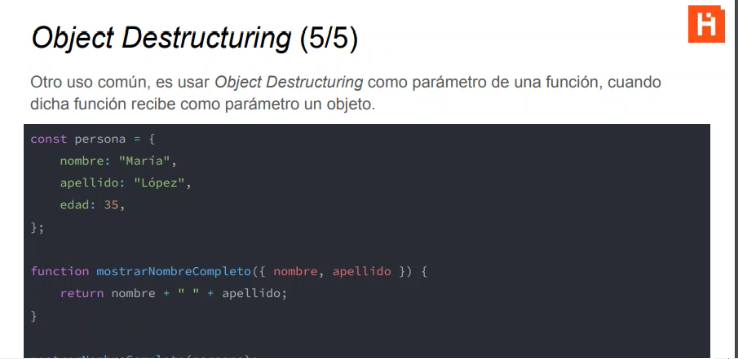 Object Destructuring (5/5)
H
Otro uso común, es usar Object Destructuring como parámetro de una función, cuando
dicha función recibe como parámetro un objeto.
const persona = {
    nombre: "María",
    apellido: "López",
    edad: 35,
};
function mostrarNombreCompleto({ nombre, apellido }) {
    return nombre + " " + apellido;
}